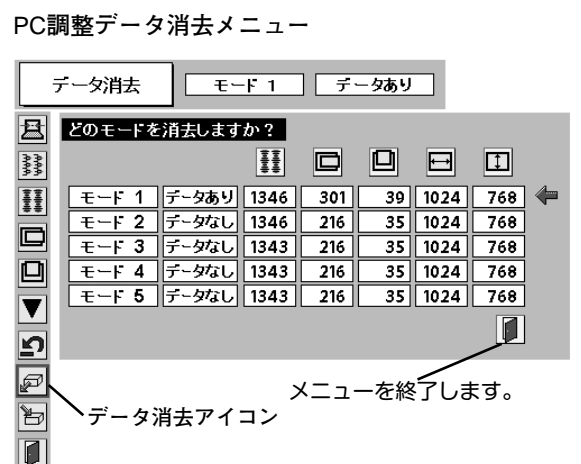 PC調整データ消去メニュー
データ消去 モード 1 データあり
どのモードを消去しますか？
モード 1 データあり 1346 301 39 1024 768
モード 2 データなし 1346 216 35 1024 768
モード 3 データなし 1343 216 35 1024 768
モード 4 データなし 1343 216 35 1024 768
モード 5 データなし 1343 216 35 1024 768
メニューを終了します。
データ消去アイコン